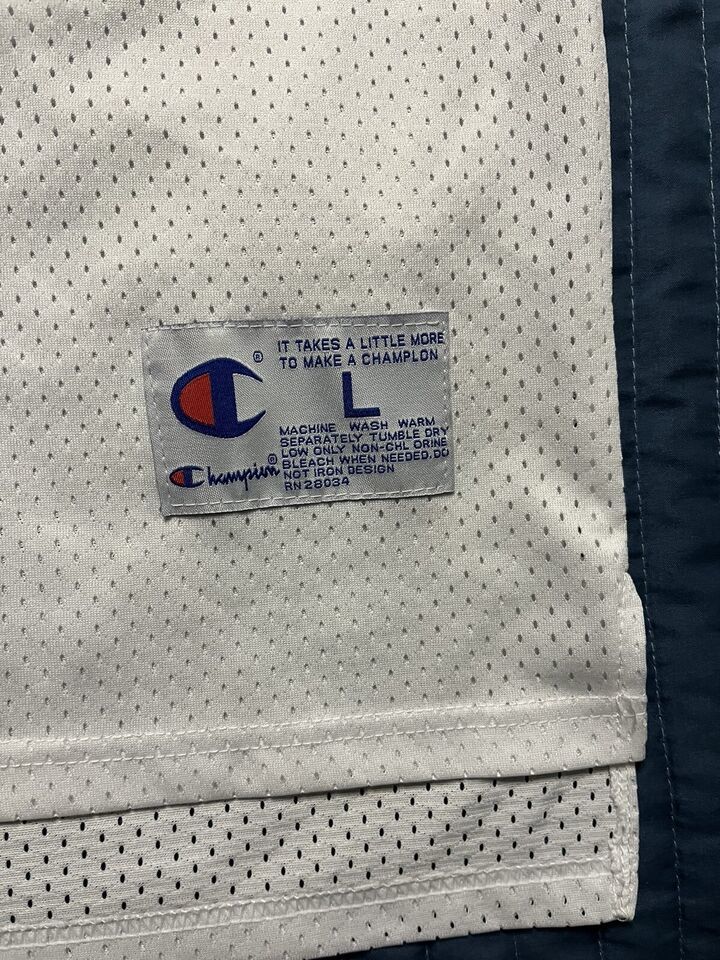 IT TAKES A LITTLE MORE
TO MAKE A CHAMPLON
®
L
MACHINE WASH WARM
SEPARATELY TUMBLE DRY
LOW ONLY NON-CHL ORINE
BLEACH WHEN NEEDED.DO
NOT IRON DESIGN
RN 28034
Champion®